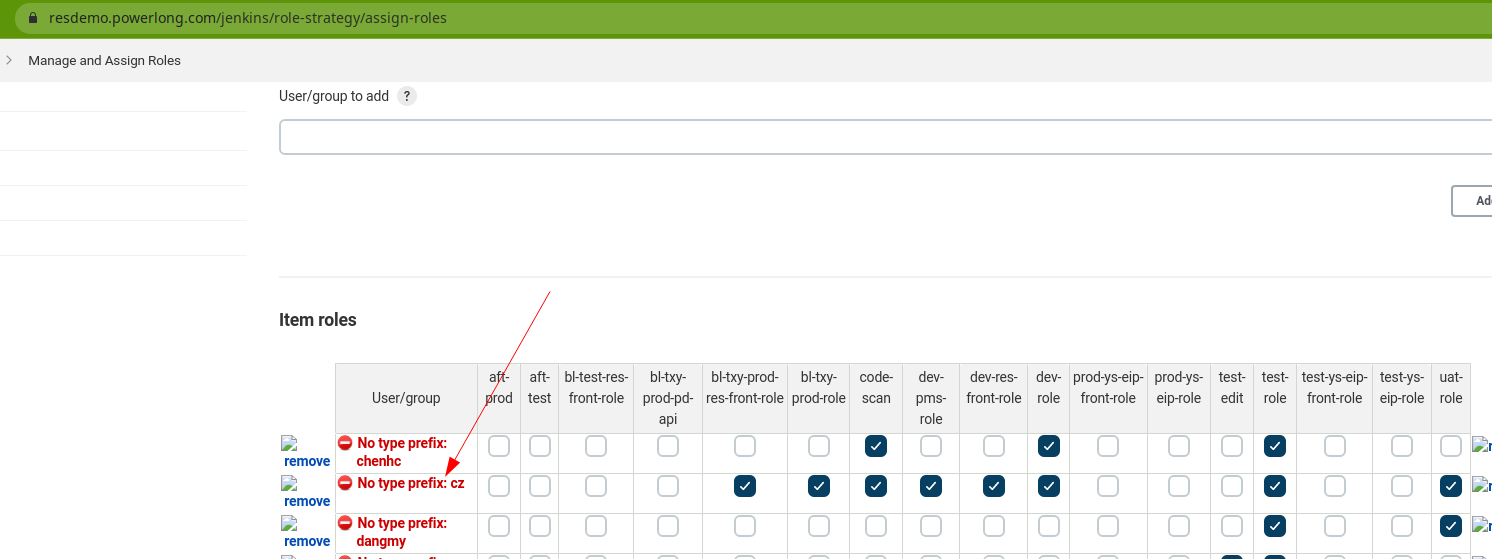 resdemo.powerlong.com/jenkins/role-strategy/assign-roles
Manage and Assign Roles
User/group to add ?
Item roles
User/group
aft-
prod
aft-
test
bl-test-res-
front-role
bl-txy-
prod-pd-
api
bl-txy-prod-
res-front-role
bl-txy-
prod-role
code-
scan
dev-
pms-
role
dev-res-
front-role
dev-
role
prod-ys-eip-
front-role
prod-ys-
eip-role
test-
edit
test-
role
test-ys-eip-
front-role
test-ys-
eip-role
uat-
role
remove
No type prefix:
chenhc
remove
No type prefix: cz
remove
No type prefix:
dangmy